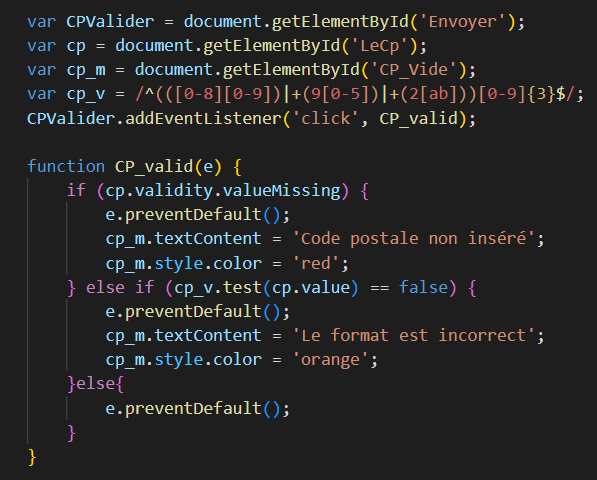 var CPValider = document.getElementById('Envoyer');
var cp = document.getElementById('LeCp');
var cp_m = document.getElementById('CP_Vide');
var cp_v = /^(([0-8][0-9])|+(9[0-5])|+(2[ab]))[0-9]{3}$/;
CPValider.addEventListener('click', CP_valid);
function CP_valid(e) {
if (cp.validity.valueMissing) {
e.preventDefault();
cp_m.textContent = 'Code postale non inséré';
cp_m.style.color = 'red';
} else if (cp_v.test(cp.value) == false) {
e.preventDefault();
cp_m.textContent = 'Le format est incorrect';
cp_m.style.color = 'orange';
}else{
e.preventDefault();
}
}